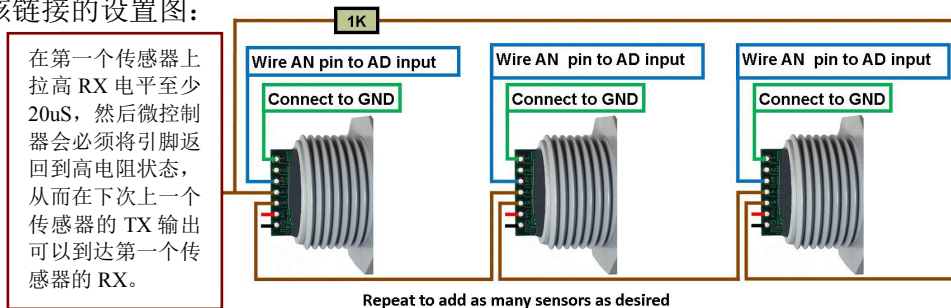 该链接的设置图：
1K
在第一个传感器上
拉高 RX 电平至少
20uS，然后微控制
器会必须将引脚返
回到高电阻状态，
从而在下次上一个
传感器的 TX 输出
可以到达第一个传
感器的 RX。
Wire AN pin to AD input
Connect to GND
Wire AN pin to AD input
Connect to GND
Wire AN pin to AD input
Connect to GND
Repeat to add as many sensors as desired